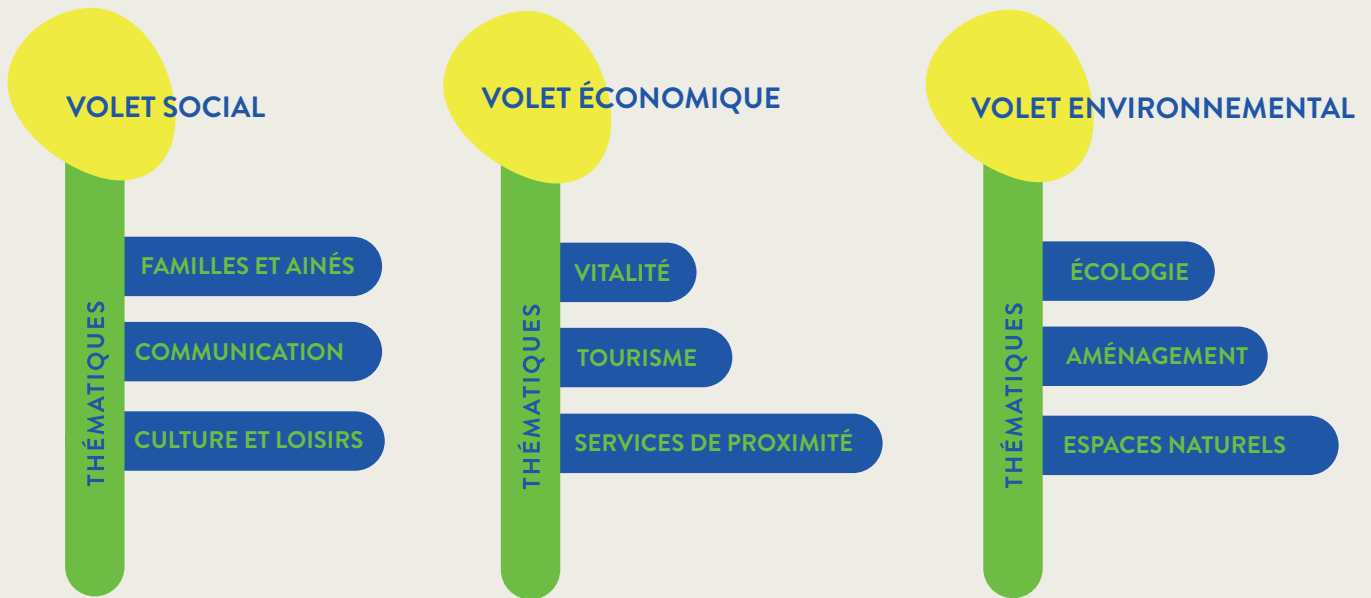 VOLET SOCIAL
THÉMATIQUES
FAMILLES ET AINÉS
COMMUNICATION
CULTURE ET LOISIRS
VOLET ÉCONOMIQUE
THÉMATIQUES
VITALITÉ
TOURISME
SERVICES DE PROXIMITÉ
VOLET ENVIRONNEMENTAL
THÉMATIQUES
ÉCOLOGIE
AMÉNAGEMENT
ESPACES NATURELS